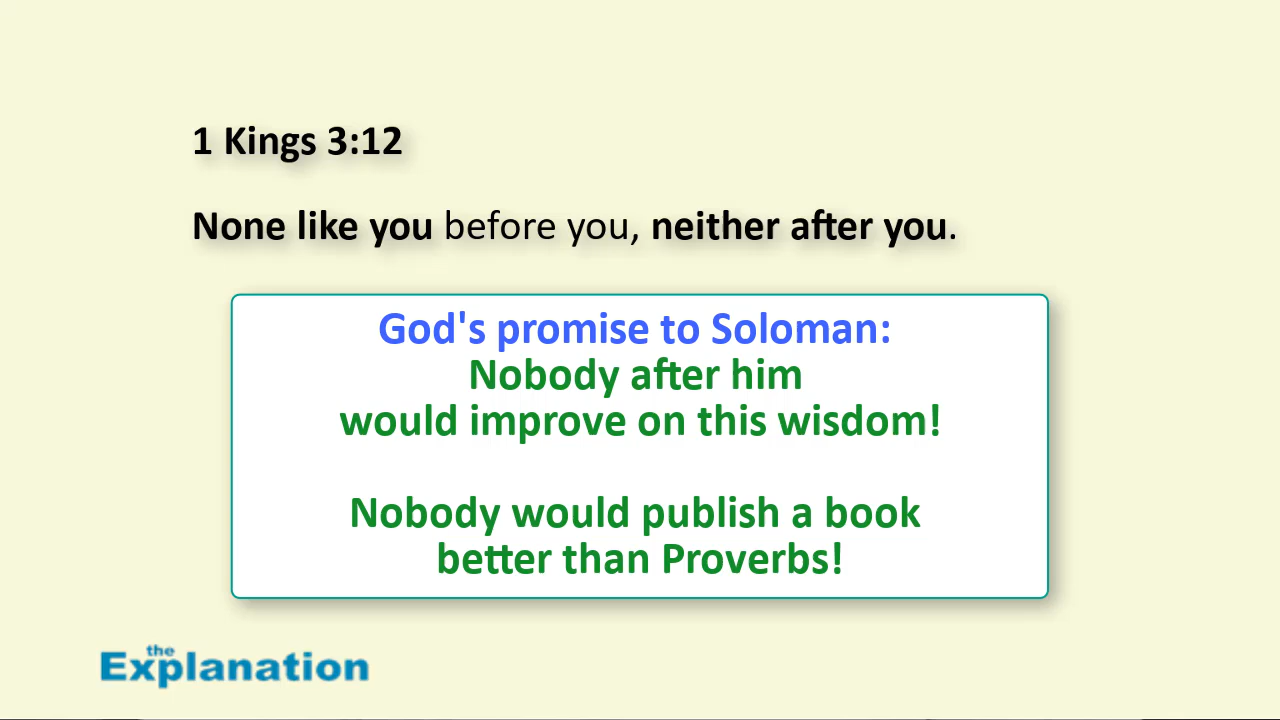 1 Kings 3:12
None like you before you, neither after you.
God's promise to Soloman:
Nobody after him
would improve on this wisdom!
Nobody would publish a book
better than Proverbs!
the
Explanation